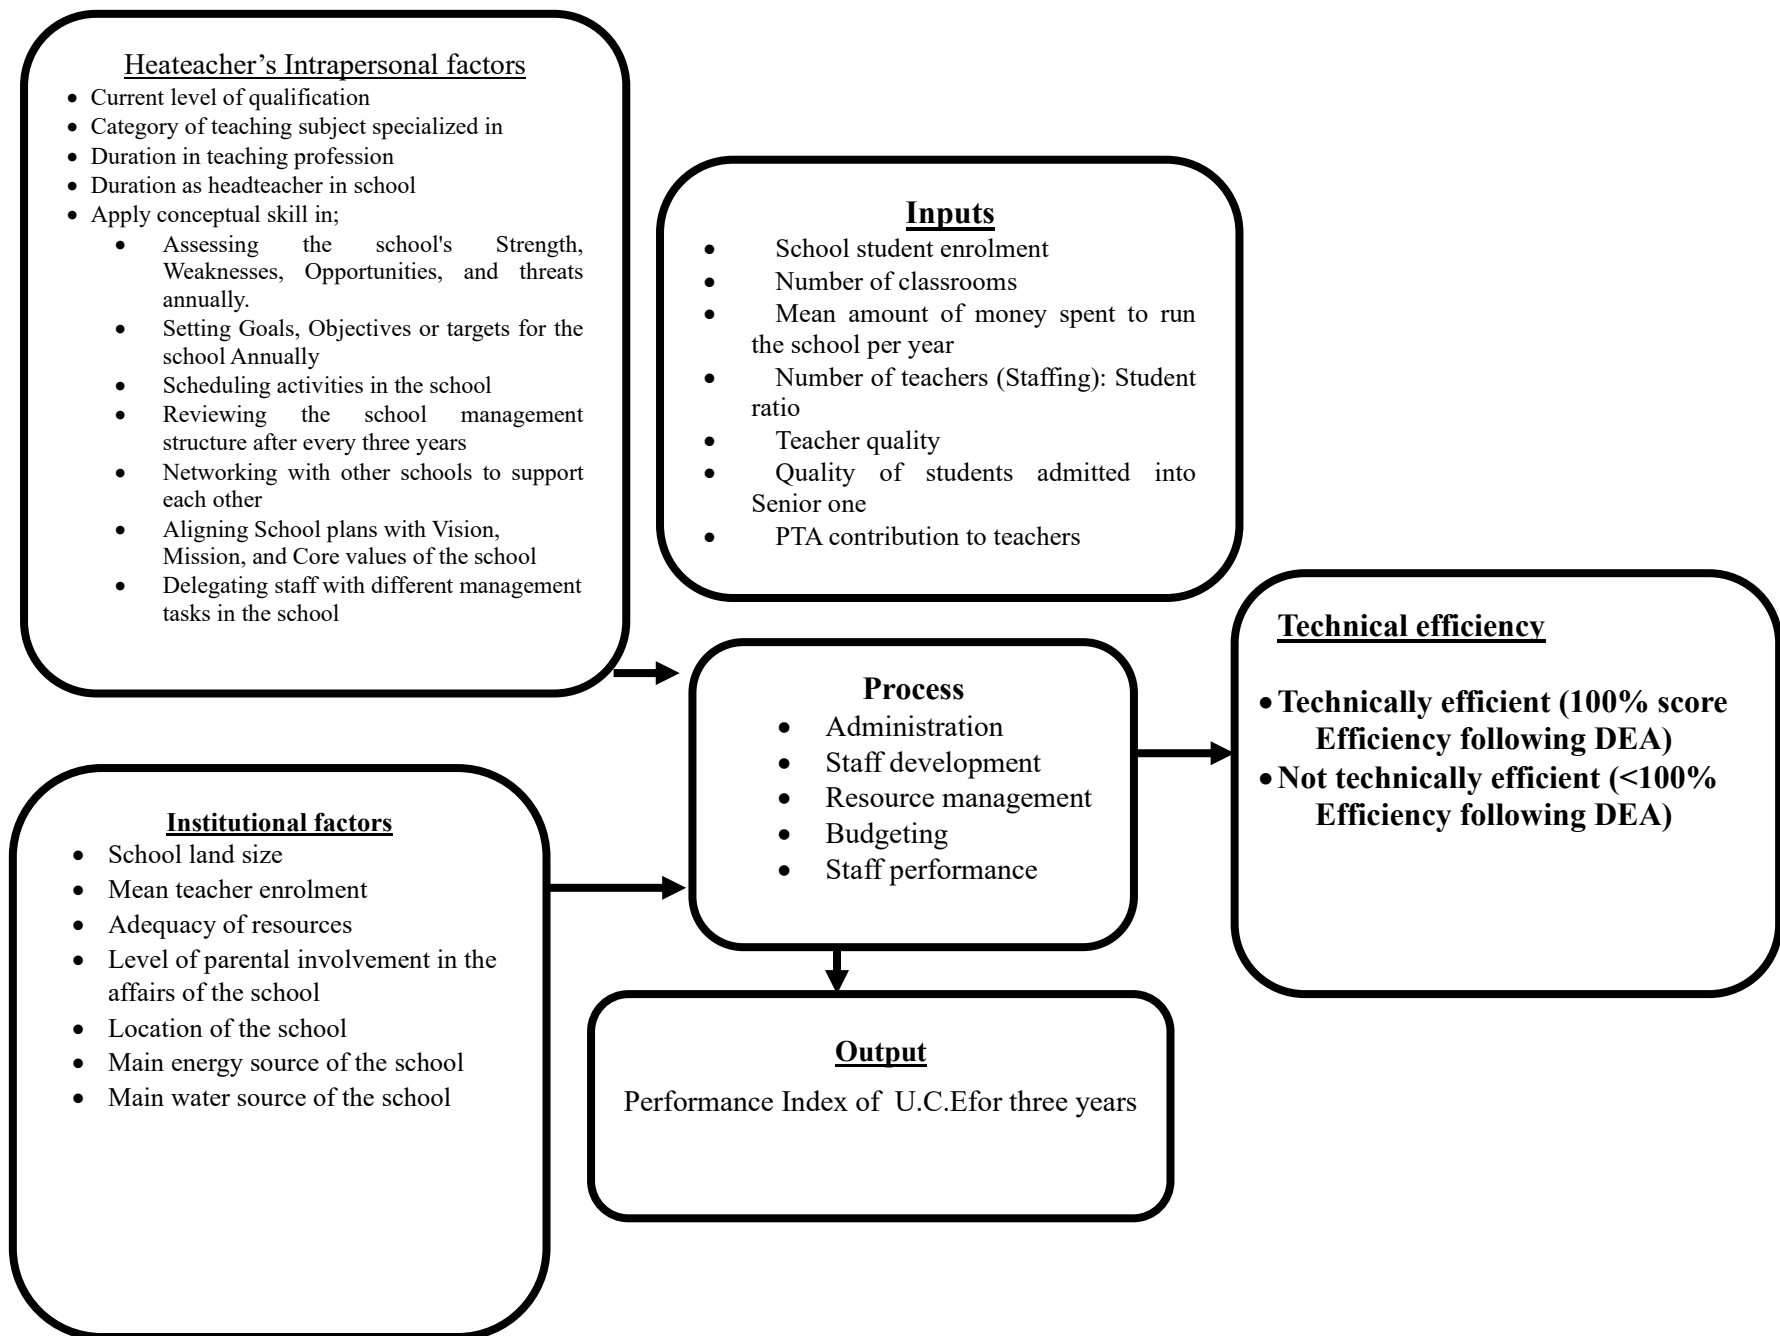 Heateacher’s Intrapersonal factors
• Current level of qualification
• Category of teaching subject specialized in
• Duration in teaching profession
• Duration as headteacher in school
• Apply conceptual skill in;
• Assessing the school's Strength,
Weaknesses, Opportunities, and threats
annually.
• Setting Goals, Objectives or targets for the
school Annually
• Scheduling activities in the school
• Reviewing the school management
structure after every three years
• Networking with other schools to support
each other
• Aligning School plans with Vision,
Mission, and Core values of the school
• Delegating staff with different management
tasks in the school
Inputs
• School student enrolment
• Number of classrooms
• Mean amount of money spent to run
the school per year
• Number of teachers (Staffing): Student
ratio
• Teacher quality
• Quality of students admitted into
Senior one
• PTA contribution to teachers
Technical efficiency
• Technically efficient (100% score
Efficiency following DEA)
• Not technically efficient (<100%
Efficiency following DEA)
Process
• Administration
• Staff development
• Resource management
• Budgeting
• Staff performance
Institutional factors
• School land size
• Mean teacher enrolment
• Adequacy of resources
• Level of parental involvement in the
affairs of the school
• Location of the school
• Main energy source of the school
• Main water source of the school
Output
Performance Index of U.C.Efor three years